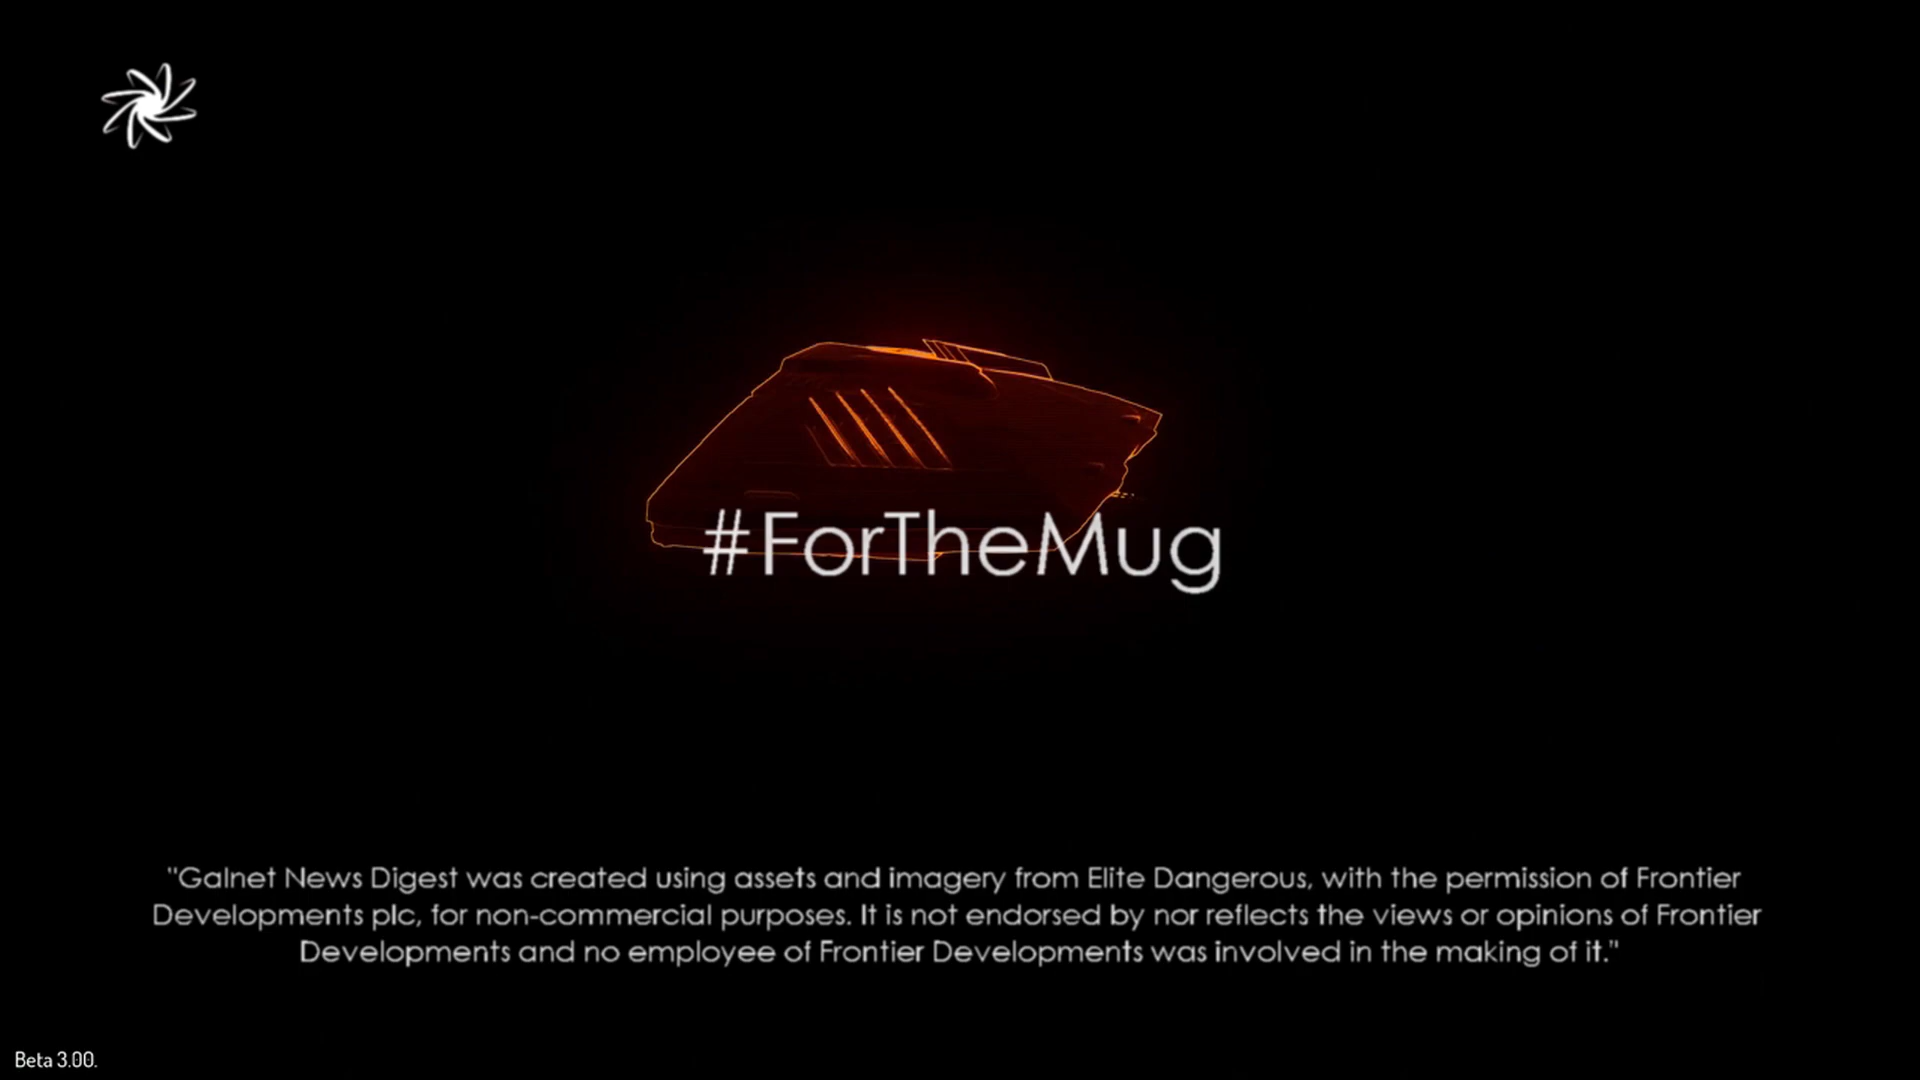 #ForTheMug
"Galnet News Digest was created using assets and imagery from Elite Dangerous, with the permission of Frontier
Developments plc, for non-commercial purposes. It is not endorsed by nor reflects the views or opinions of Frontier
Developments and no employee of Frontier Developments was involved in the making of it."
Beta 3.00.